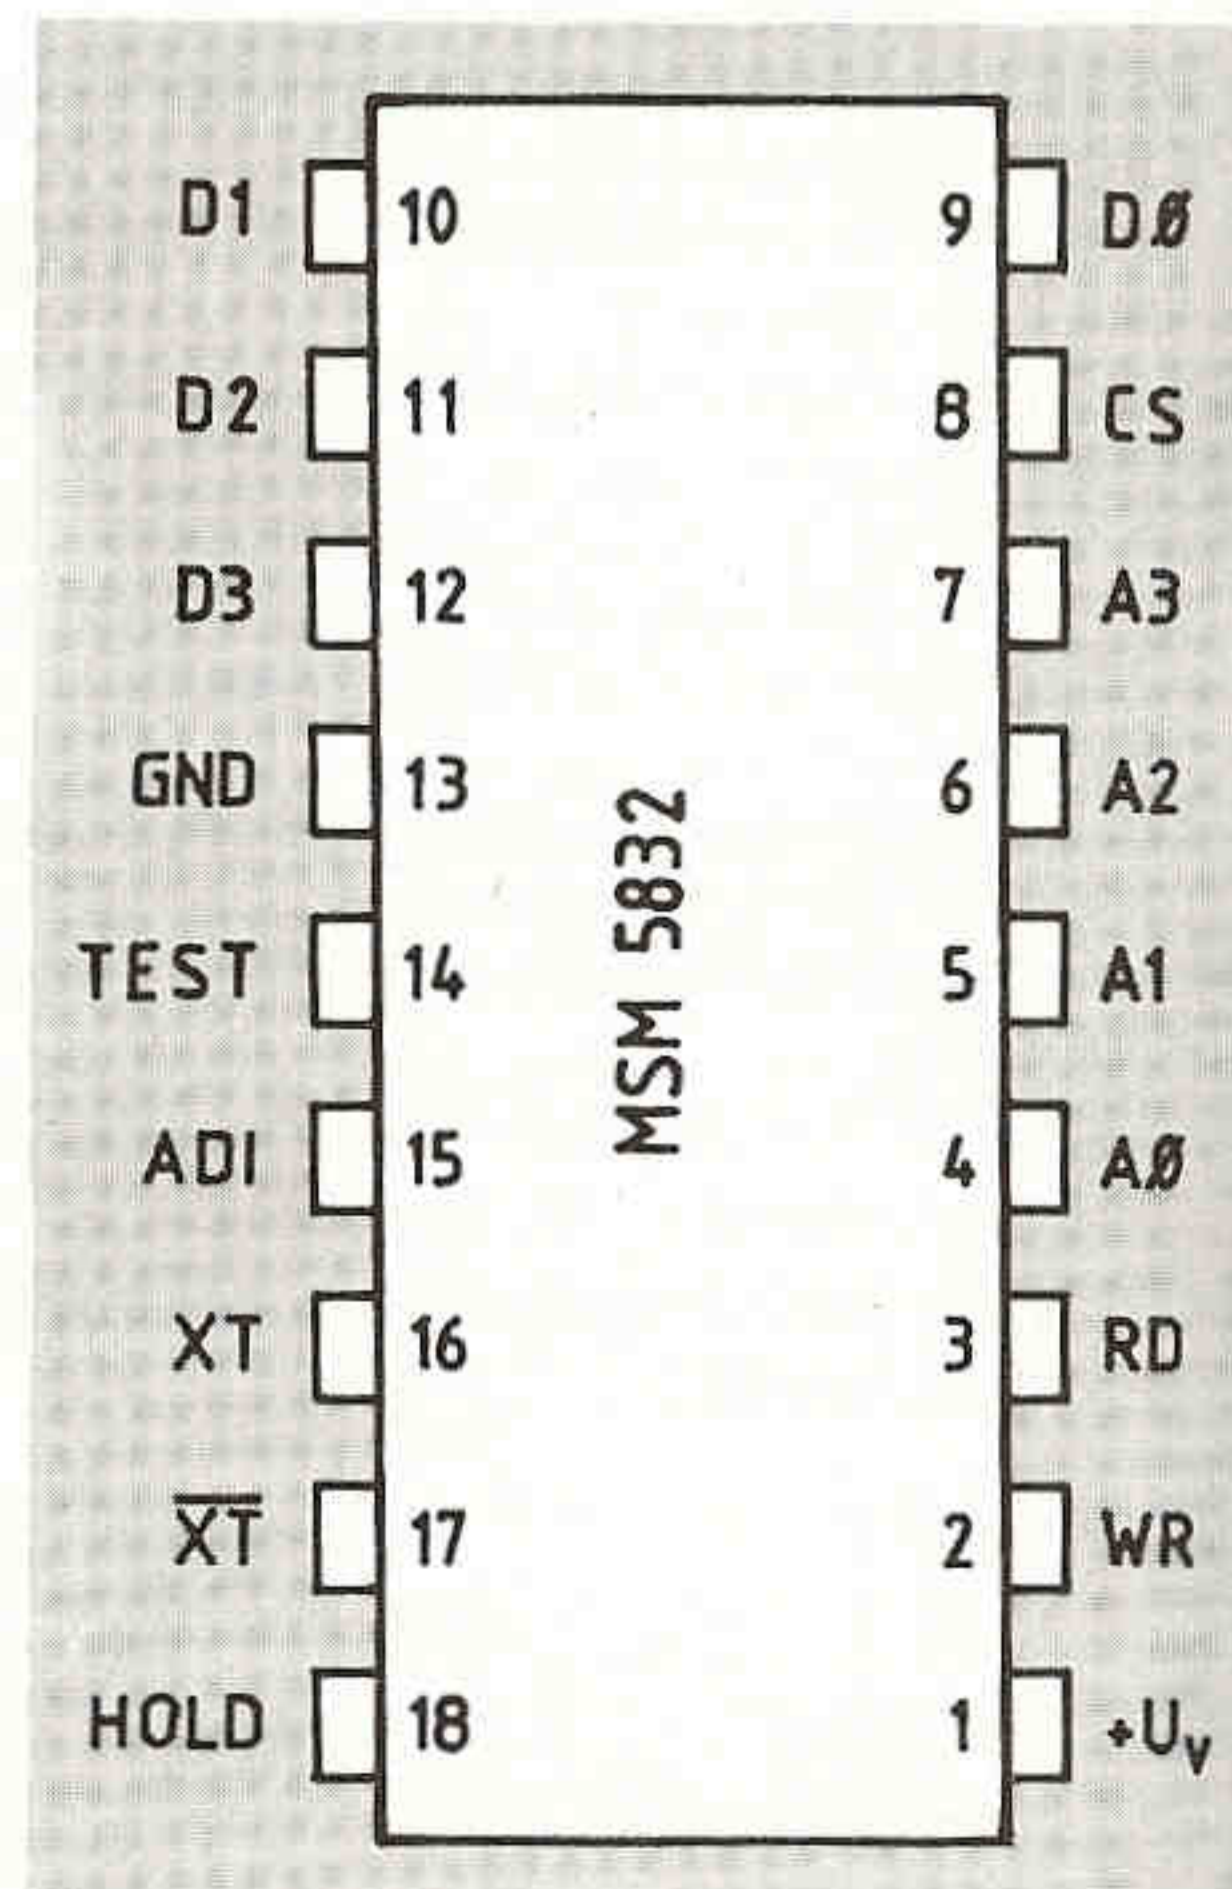 D1 10 9 DØ
D2 11 8 CS
D3 12 7 A3
GND 13 6 A2
TEST 14 5 A1
ADI 15 4 AØ
XT 16 3 RD
X̅T̅ 17 2 WR
HOLD 18 1 +Uv
MSM 5832